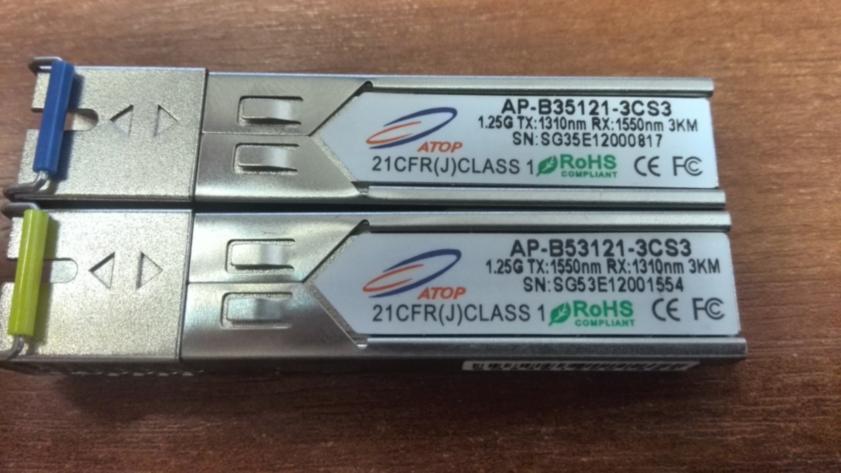 AP-B35121-3CS3
1.25G TX:1310nm RX:1550nm 3KM
SN:SG35E12000817
ATOP
21CFR(J)CLASS 1 RoHS COMPLIANT CE FC
AP-B53121-3CS3
1.25G TX:1550nm RX:1310nm 3KM
SN:SG53E12001554
ATOP
21CFR(J)CLASS 1 RoHS COMPLIANT CE FC